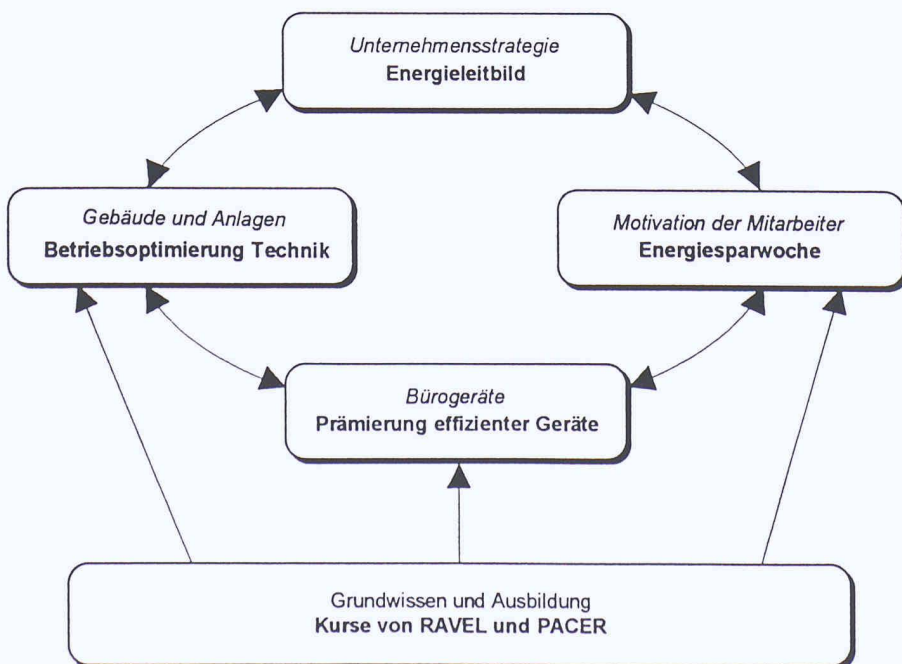 Unternehmensstrategie
Energieleitbild
Gebäude und Anlagen
Betriebsoptimierung Technik
Motivation der Mitarbeiter
Energiesparwoche
Bürogeräte
Prämierung effizienter Geräte
Grundwissen und Ausbildung
Kurse von RAVEL und PACER